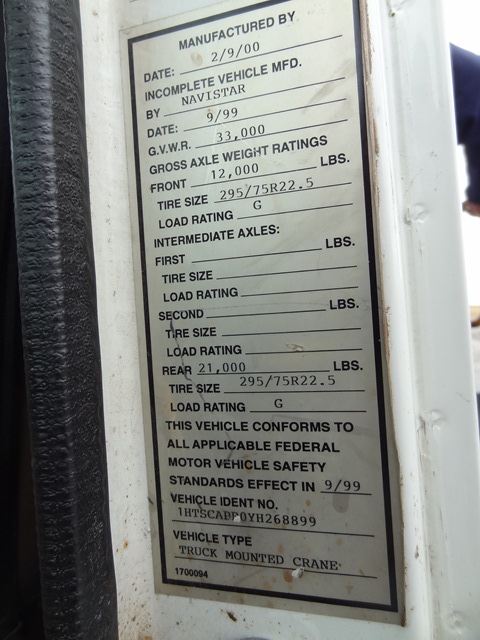 MANUFACTURED BY
DATE: 2/9/00
INCOMPLETE VEHICLE MFD.
BY NAVISTAR
DATE: 9/99
G.V.W.R. 33,000
GROSS AXLE WEIGHT RATINGS
FRONT 12,000 LBS.
TIRE SIZE 295/75R22.5
LOAD RATING G
INTERMEDIATE AXLES:
FIRST LBS.
TIRE SIZE
LOAD RATING
SECOND LBS.
TIRE SIZE
LOAD RATING
REAR 21,000 LBS.
TIRE SIZE 295/75R22.5
LOAD RATING G
THIS VEHICLE CONFORMS TO
ALL APPLICABLE FEDERAL
MOTOR VEHICLE SAFETY
STANDARDS EFFECT IN 9/99
VEHICLE IDENT NO.
VEHICLE TYPE
TRUCK MOUNTED CRANE
1700094